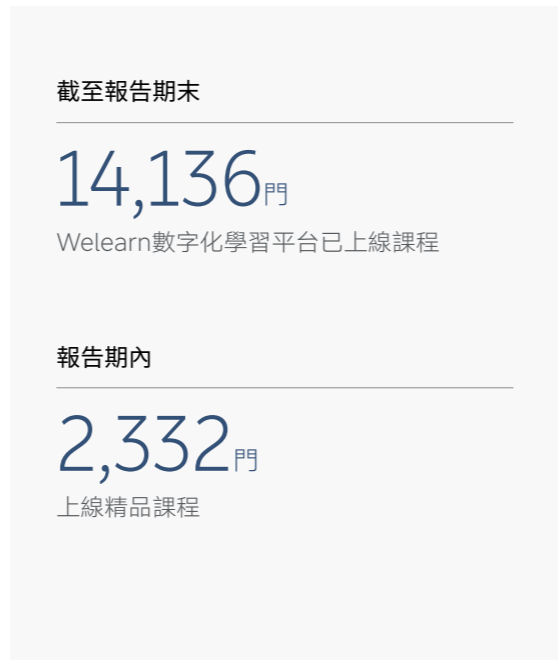 截至報告期末
14,136門
Welearn數字化學習平台已上線課程
報告期內
2,332門
上線精品課程